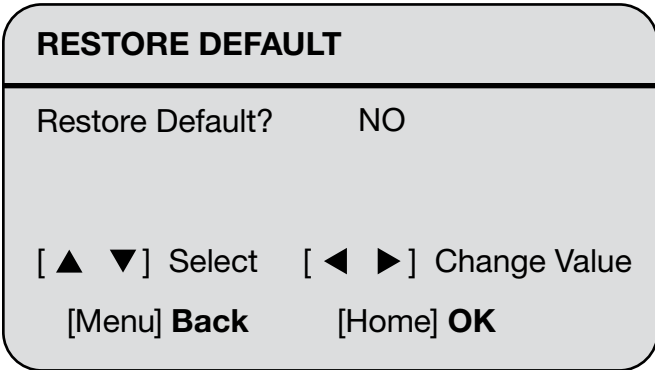 RESTORE DEFAULT
Restore Default? NO
[ ▲ ▼ ] Select [ ◀ ▶ ] Change Value
[Menu] Back [Home] OK